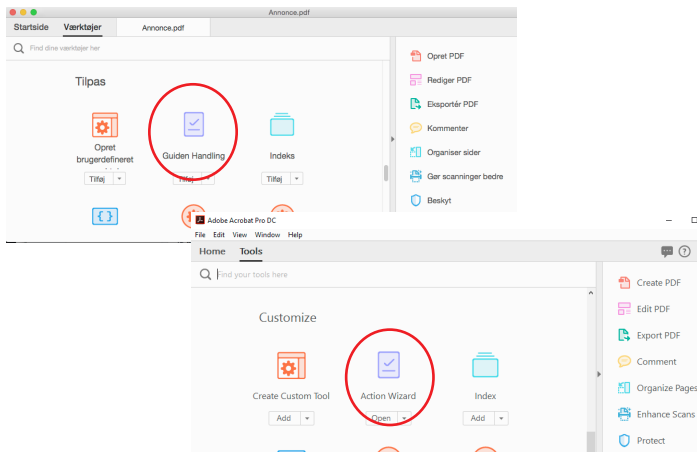 Annonce.pdf
Startside Værktøjer Annonce.pdf
Find dine værktøjer her
Tilpas
Opret
brugerdefineret
Guiden Handling
Indeks
Tilføj
Tilføj
Tilføj
Opret PDF
Rediger PDF
Eksportér PDF
Kommenter
Organiser sider
Gør scanninger bedre
Beskyt
Adobe Acrobat Pro DC
File Edit View Window Help
Home Tools
Find your tools here
Customize
Create Custom Tool
Action Wizard
Index
Add
Open
Add
Create PDF
Edit PDF
Export PDF
Comment
Organize Pages
Enhance Scans
Protect